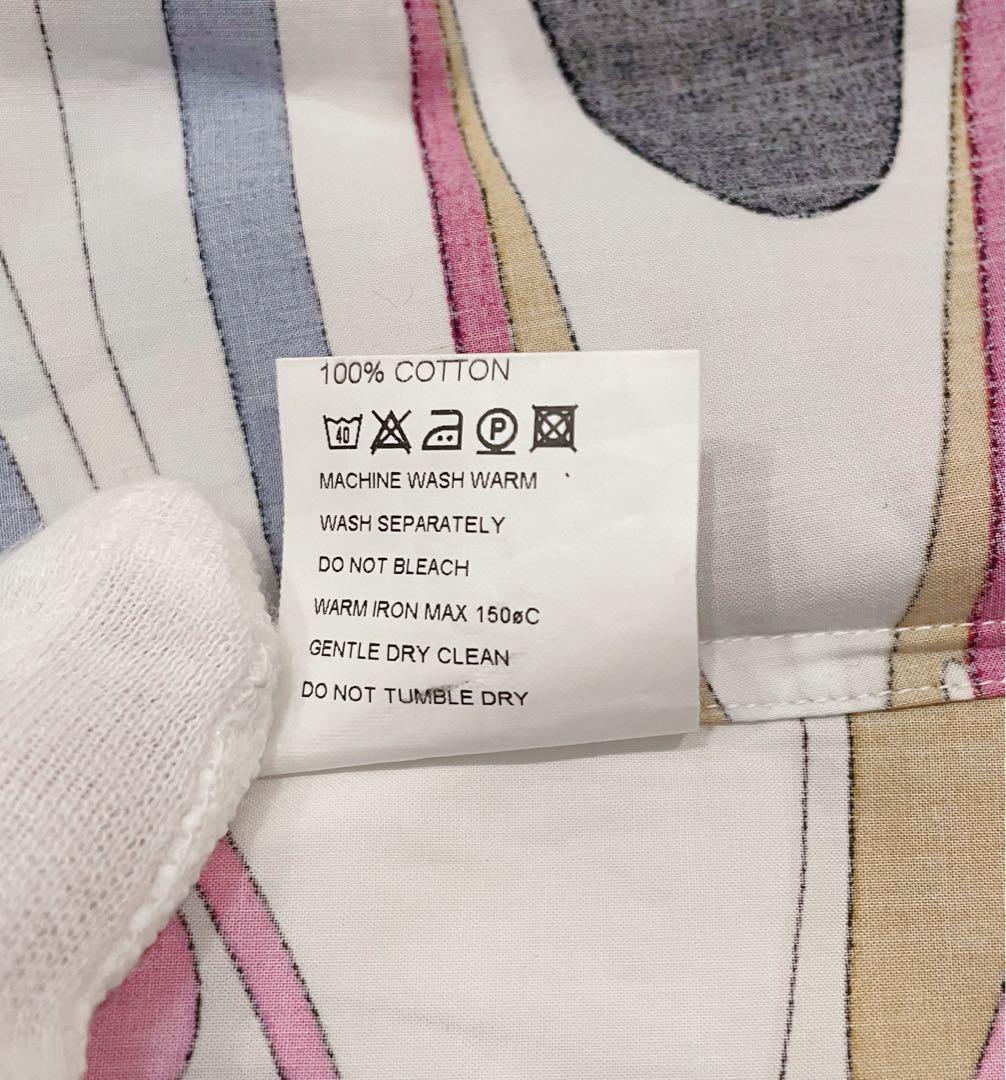 100% COTTON
40 P
MACHINE WASH WARM
WASH SEPARATELY
DO NOT BLEACH
WARM IRON MAX 150øC
GENTLE DRY CLEAN
DO NOT TUMBLE DRY